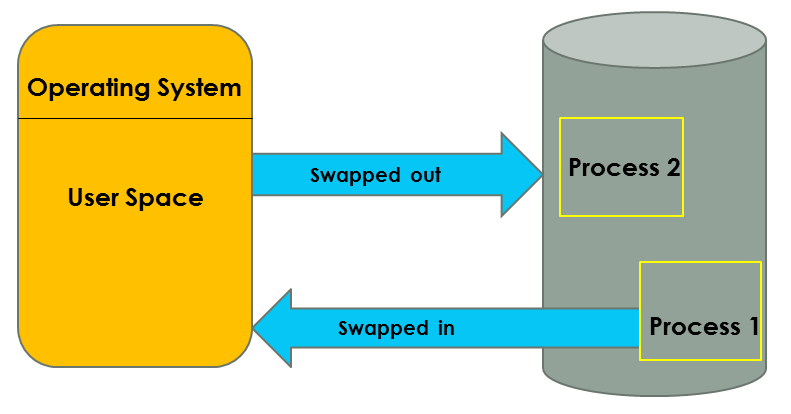 Operating System
User Space
Swapped out
Process 2
Swapped in
Process 1